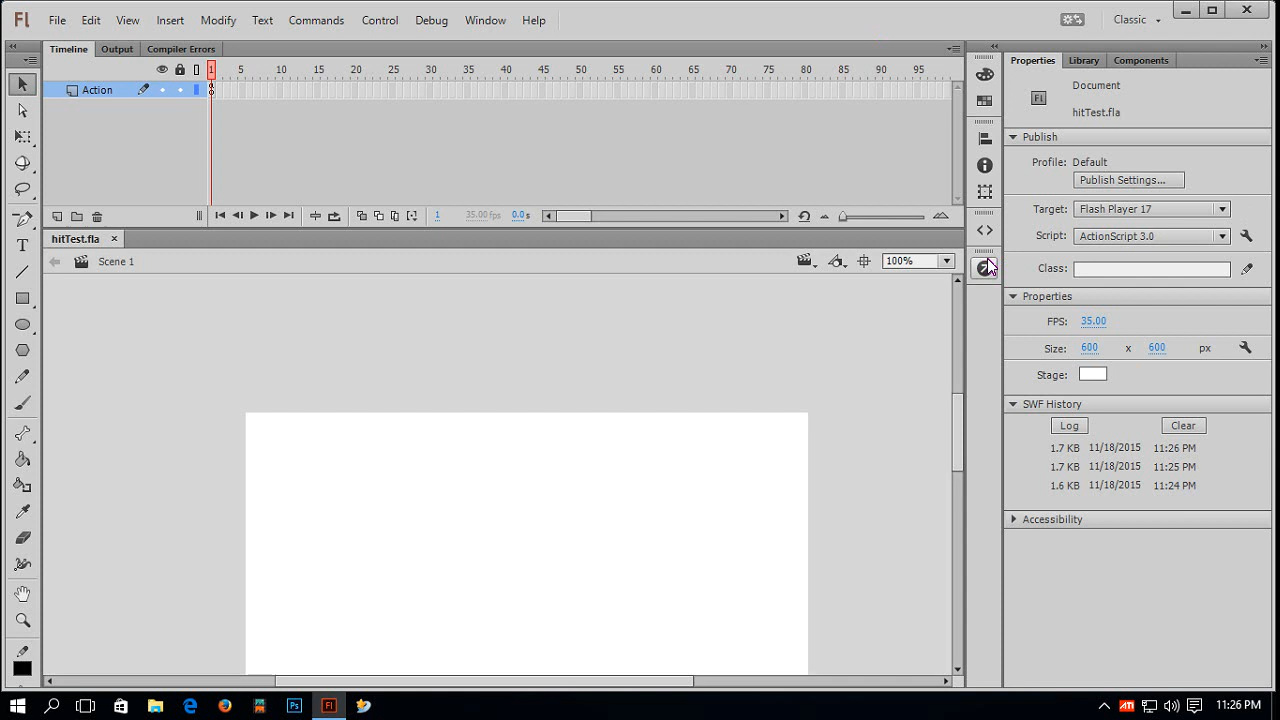 Fl File Edit View Insert Modify Text Commands Control Debug Window Help Classic
Timeline Output Compiler Errors
1 5 10 15 20 25 30 35 40 45 50 55 60 65 70 75 80 85 90 95
Action
1 35.00 fps 0.0 s
hitTest.fla
Scene 1
100%
Properties Library Components
Document
Fl
hitTest.fla
Publish
Profile: Default
Publish Settings...
Target: Flash Player 17
Script: ActionScript 3.0
Class:
Properties
FPS: 35.00
Size: 600 x 600 px
Stage:
SWF History
Log Clear
1.7 KB 11/18/2015 11:26 PM
1.7 KB 11/18/2015 11:25 PM
1.6 KB 11/18/2015 11:24 PM
Accessibility
Ps Fl ATI 11:26 PM